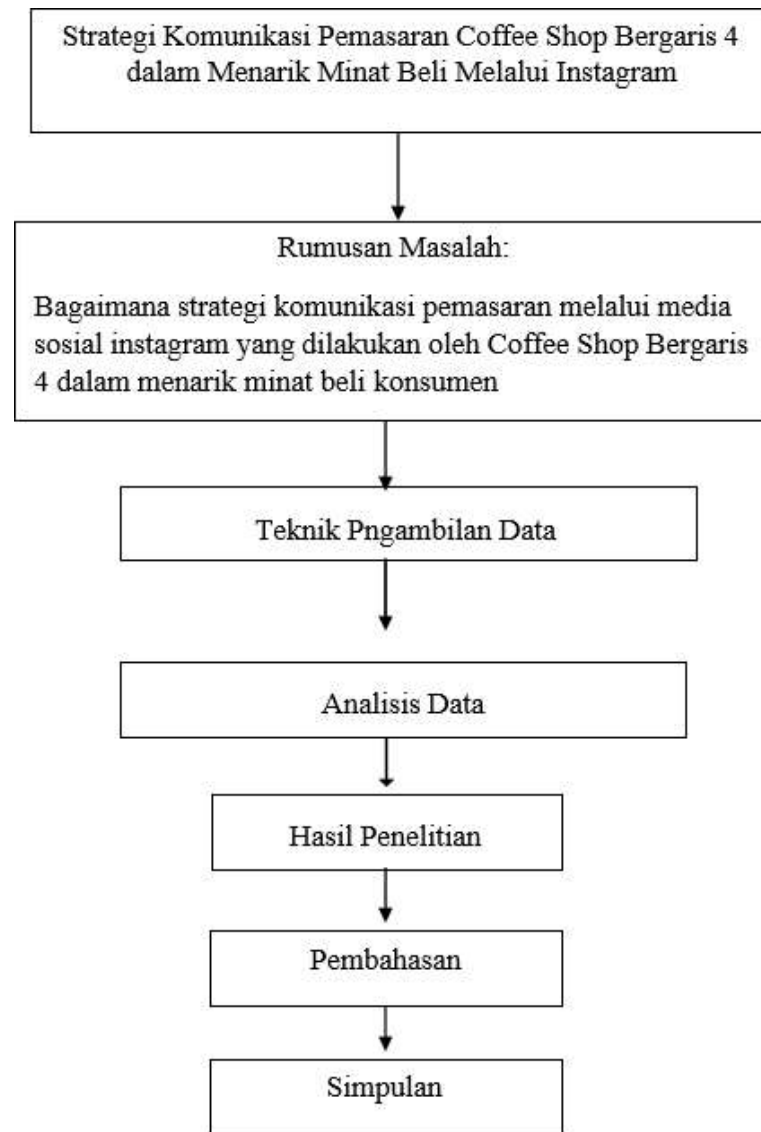 Strategi Komunikasi Pemasaran Coffee Shop Bergaris 4
dalam Menarik Minat Beli Melalui Instagram
Rumusan Masalah:
Bagaimana strategi komunikasi pemasaran melalui media
sosial instagram yang dilakukan oleh Coffee Shop Bergaris
4 dalam menarik minat beli konsumen
Teknik Pngambilan Data
Analisis Data
Hasil Penelitian
Pembahasan
Simpulan